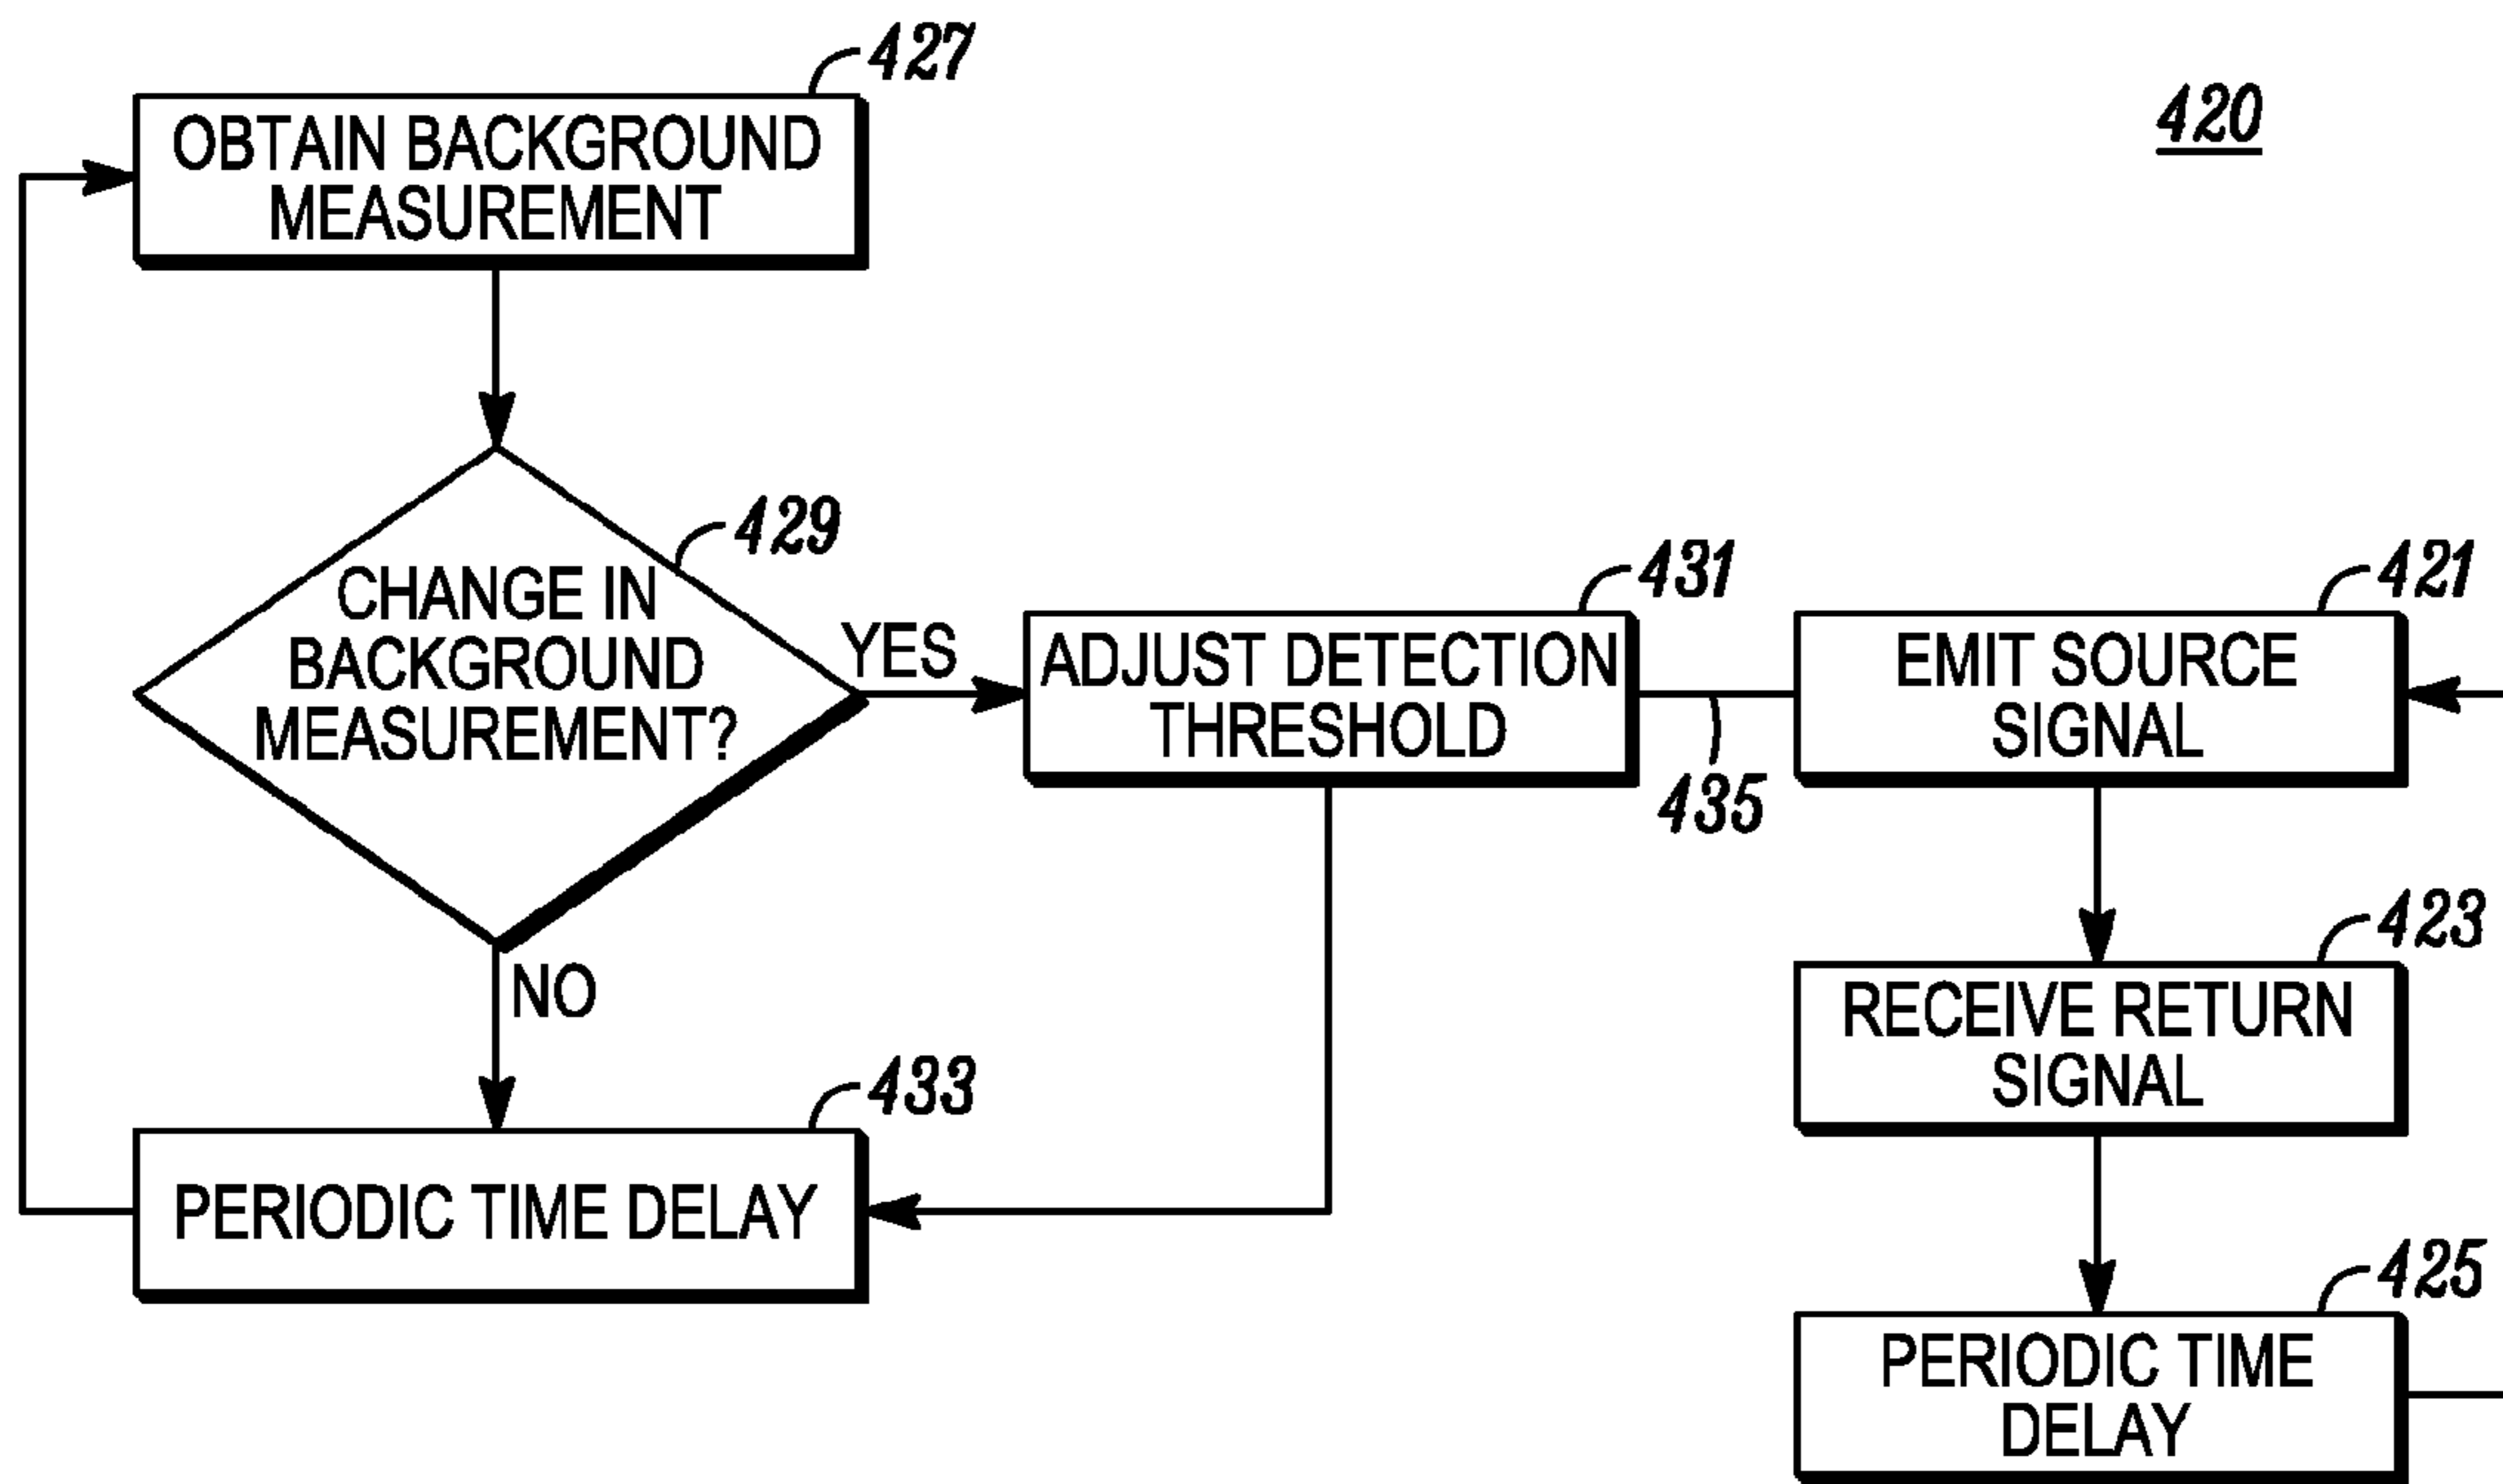 427
OBTAIN BACKGROUND
MEASUREMENT
420
429
CHANGE IN
BACKGROUND
MEASUREMENT?
YES
NO
431
ADJUST DETECTION
THRESHOLD
435
433
PERIODIC TIME DELAY
421
EMIT SOURCE
SIGNAL
423
RECEIVE RETURN
SIGNAL
425
PERIODIC TIME
DELAY